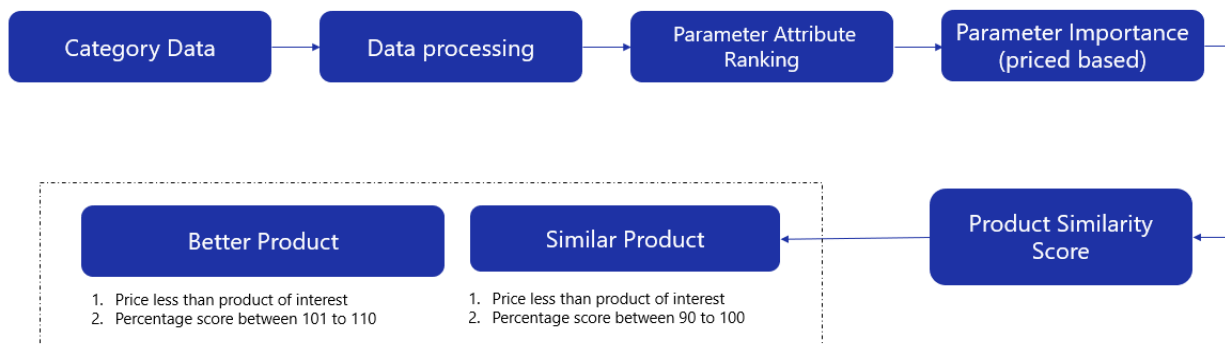 Category Data
Data processing
Parameter Attribute
Ranking
Parameter Importance
(priced based)
Better Product
Similar Product
Product Similarity
Score
1. Price less than product of interest
2. Percentage score between 101 to 110
1. Price less than product of interest
2. Percentage score between 90 to 100